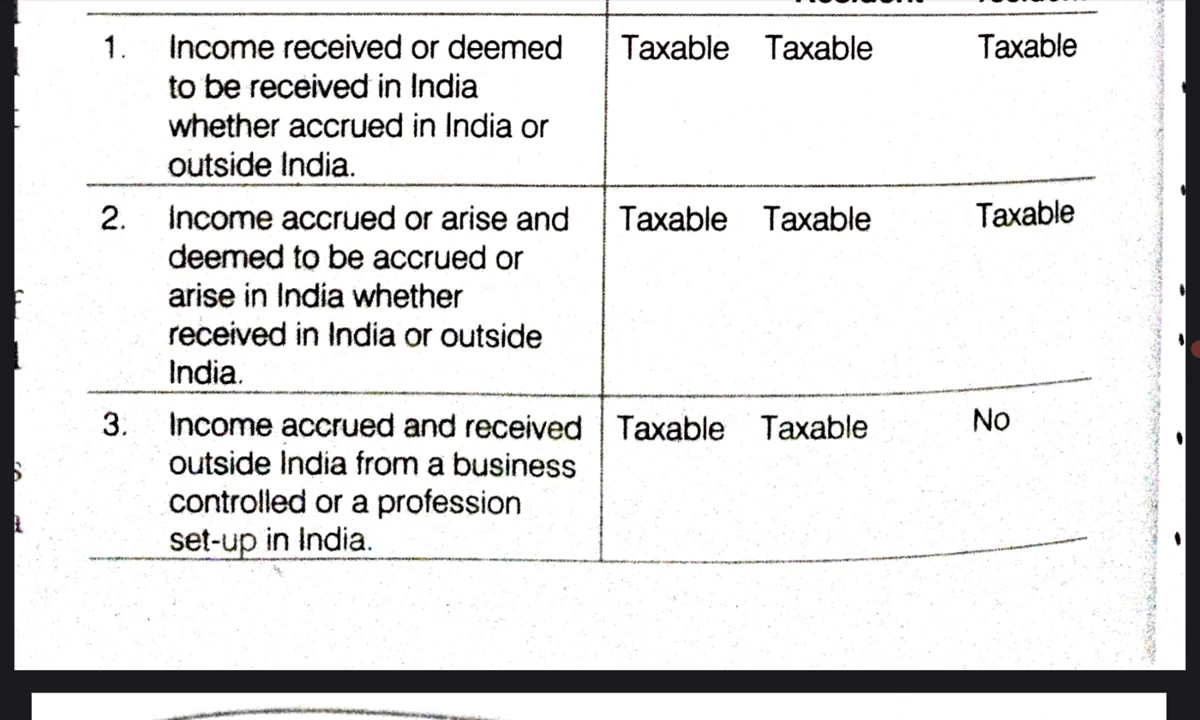 1. Income received or deemed Taxable Taxable Taxable
to be received in India
whether accrued in India or
outside India.
2. Income accrued or arise and Taxable Taxable Taxable
deemed to be accrued or
arise in India whether
received in India or outside
India.
3. Income accrued and received Taxable Taxable No
outside India from a business
controlled or a profession
set-up in India.